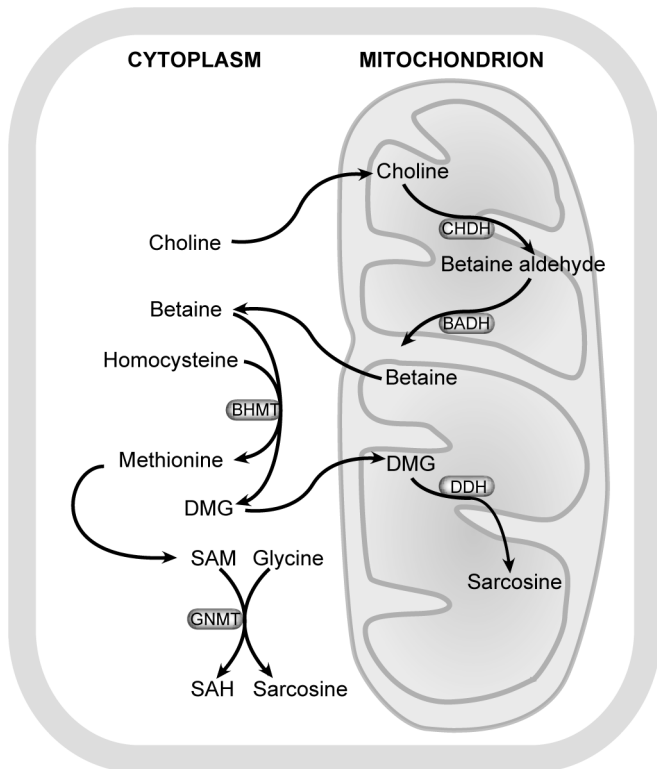 CYTOPLASM
MITOCHONDRION
Choline
CHDH
Choline
Betaine aldehyde
Betaine
BADH
Homocysteine
Betaine
BHMT
Methionine
DMG
DMG
DDH
SAM
Glycine
Sarcosine
GNMT
SAH
Sarcosine